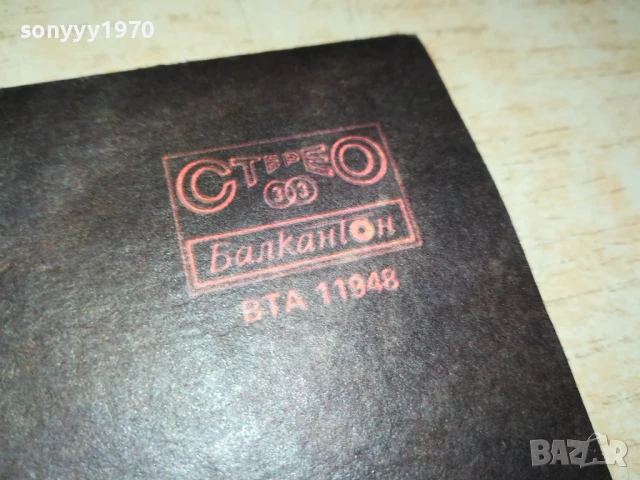 sonyyy1970
СТЕРЕО
33
Балкантон
ВТА 11948
BAZAR